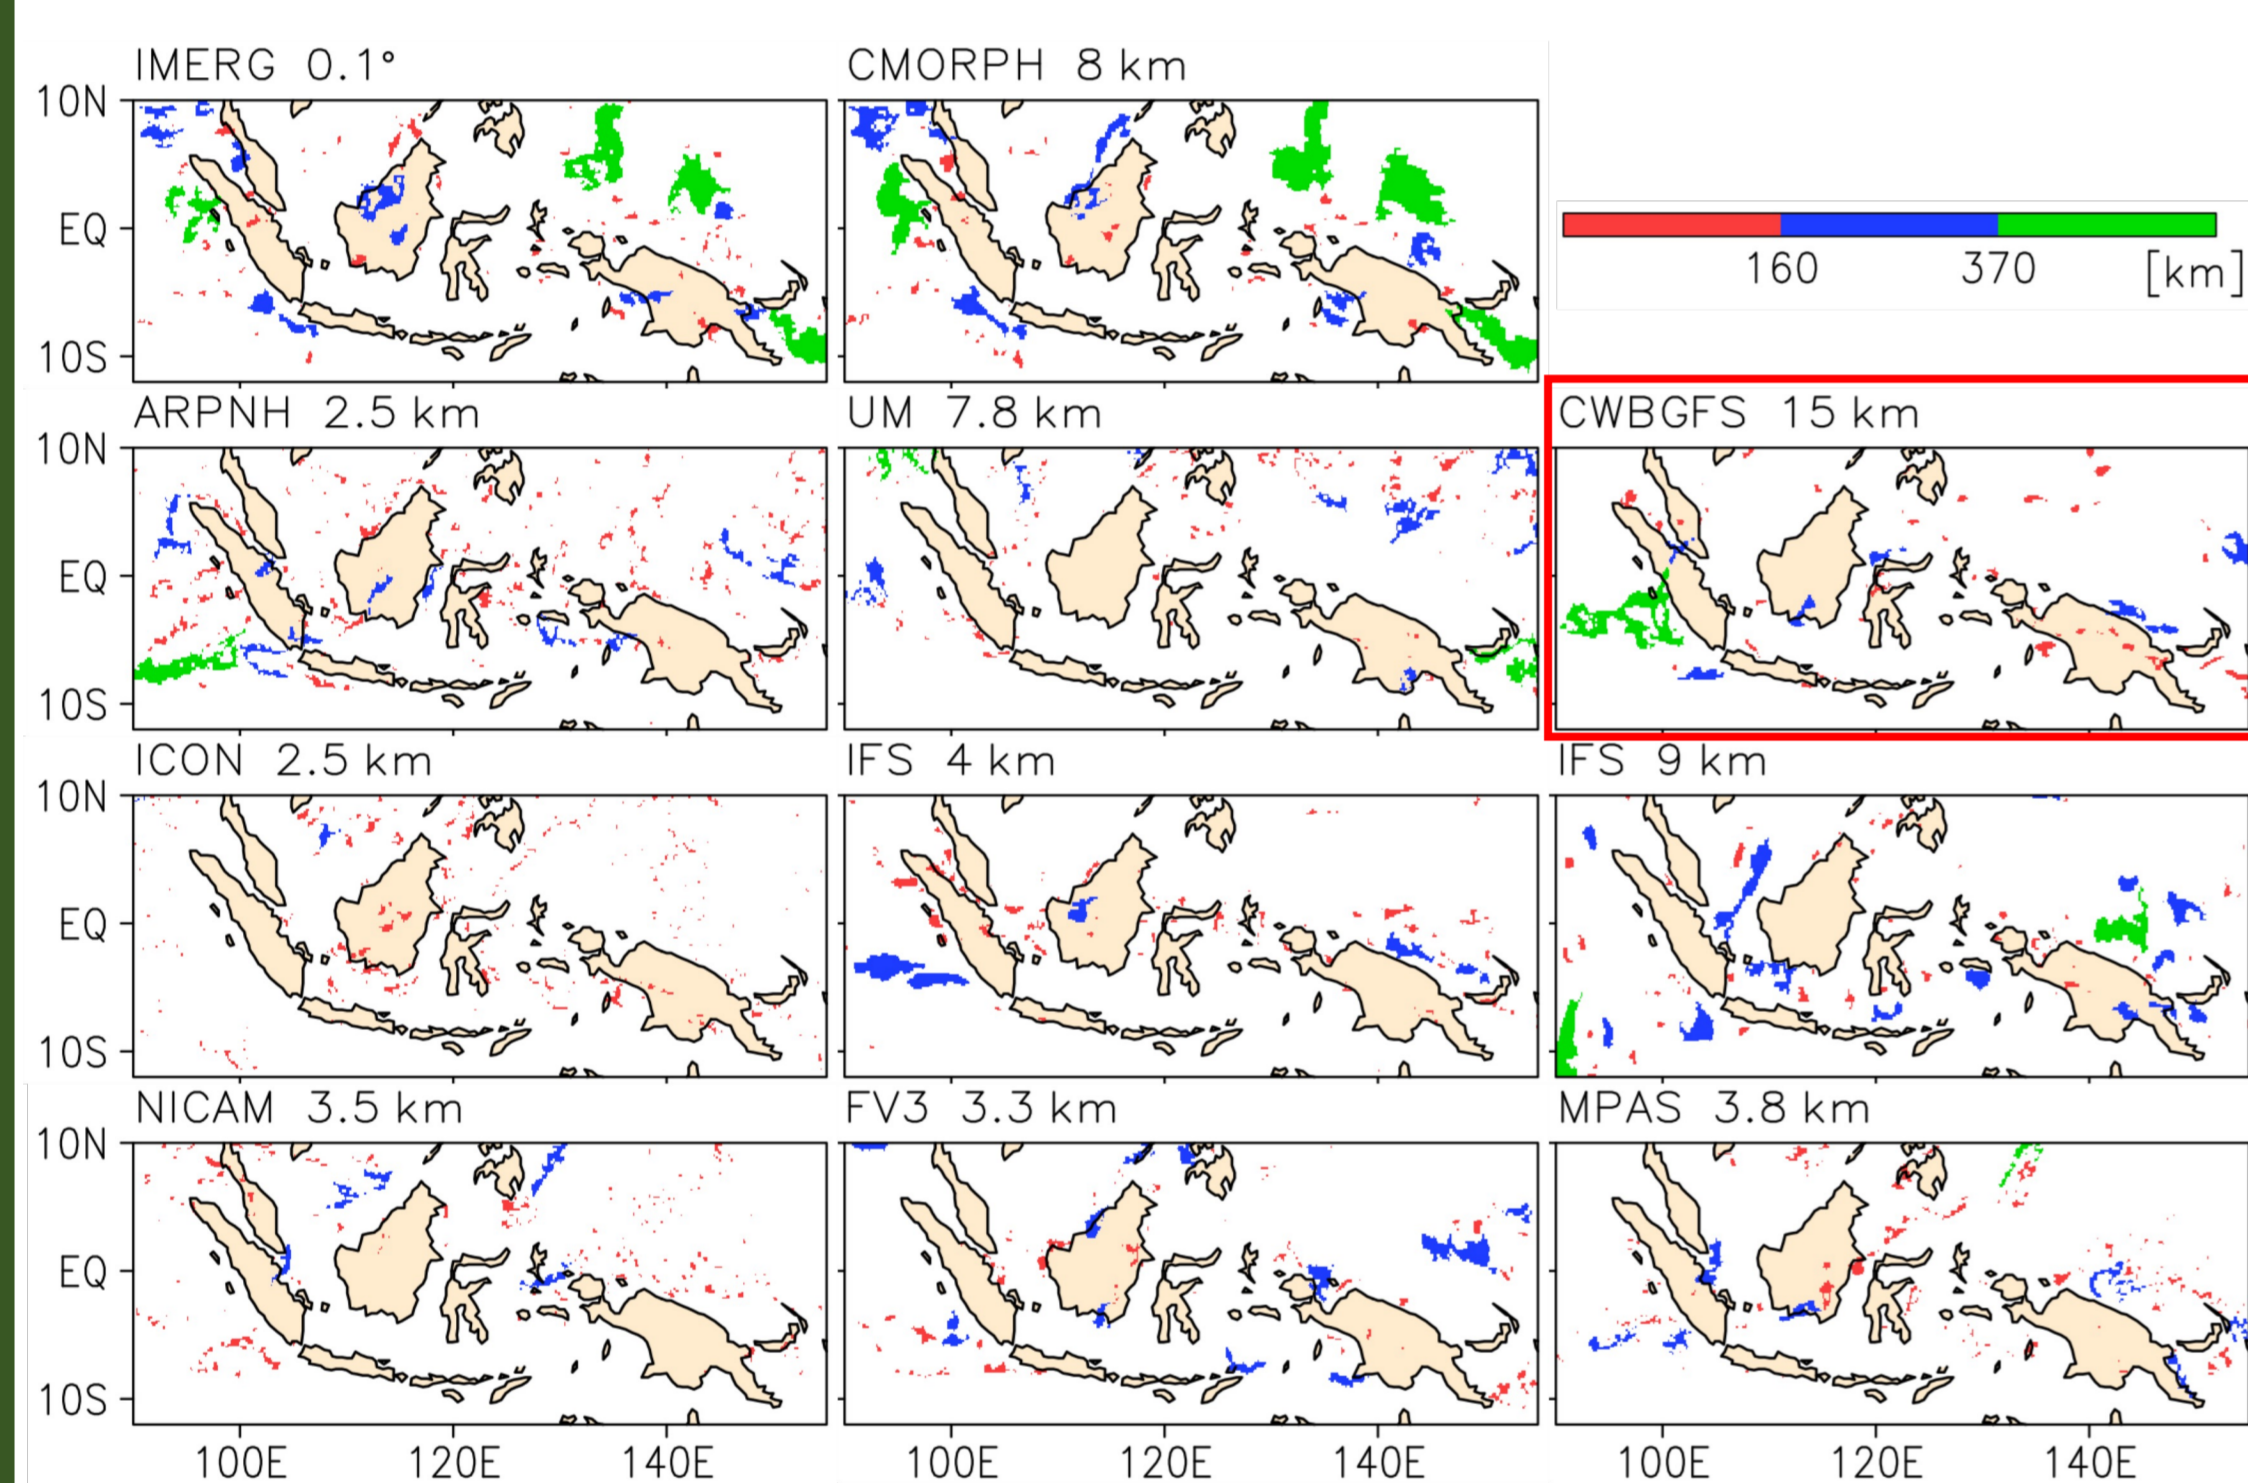 IMERG 0.1°
CMORPH 8 km
10N
EQ
10S
160 370 [km]
ARPNH 2.5 km
UM 7.8 km
CWBGFS 15 km
10N
EQ
10S
ICON 2.5 km
IFS 4 km
IFS 9 km
10N
EQ
10S
NICAM 3.5 km
FV3 3.3 km
MPAS 3.8 km
10N
EQ
10S
100E 120E 140E
100E 120E 140E
100E 120E 140E